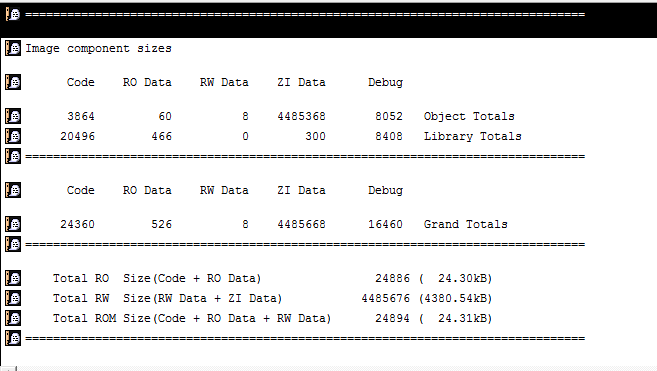 ==============================================================================
Image component sizes
Code RO Data RW Data ZI Data Debug
3864 60 8 4485368 8052 Object Totals
20496 466 0 300 8408 Library Totals
==============================================================================
Code RO Data RW Data ZI Data Debug
24360 526 8 4485668 16460 Grand Totals
==============================================================================
Total RO Size(Code + RO Data) 24886 ( 24.30kB)
Total RW Size(RW Data + ZI Data) 4485676 (4380.54kB)
Total ROM Size(Code + RO Data + RW Data) 24894 ( 24.31kB)
==============================================================================